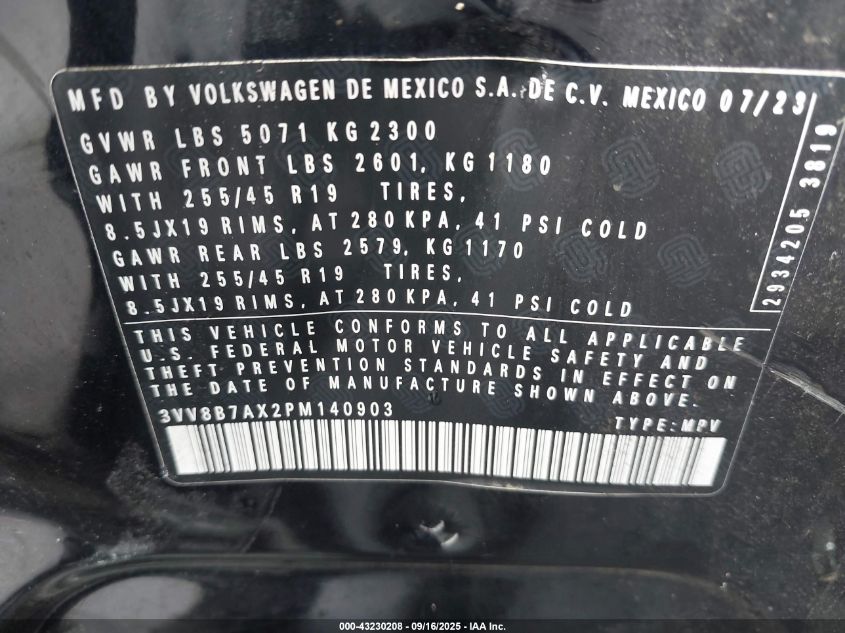 MFD BY VOLKSWAGEN DE MEXICO S.A. DE C.V. MEXICO 07/23
GVWR LBS 5071 KG 2300
GAWR FRONT LBS 2601, KG 1180
WITH 255/45 R19 TIRES,
8.5JX19 RIMS, AT 280 KPA, 41 PSI COLD
GAWR REAR LBS 2579, KG 1170
WITH 255/45 R19 TIRES,
8.5JX19 RIMS, AT 280 KPA, 41 PSI COLD
2934205 3819
THIS VEHICLE CONFORMS TO ALL APPLICABLE
U.S. FEDERAL MOTOR VEHICLE SAFETY AND
THEFT PREVENTION STANDARDS IN EFFECT ON
THE DATE OF MANUFACTURE SHOWN ABOVE.
3VV8B7AX2PM140903
TYPE: MPV
000-43230208 - 09/16/2025 - IAA Inc.